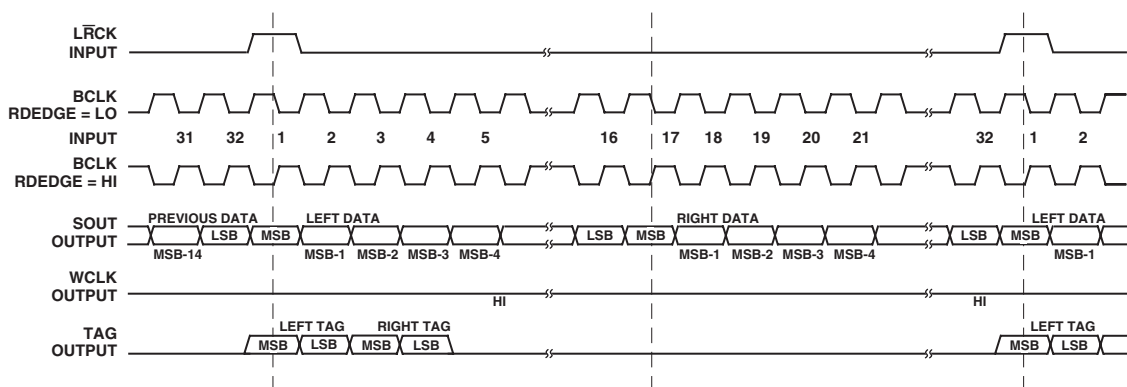 LR̅CK
INPUT
BCLK
RDEDGE = LO
INPUT 31 32 1 2 3 4 5 16 17 18 19 20 21 32 1 2
BCLK
RDEDGE = HI
SOUT PREVIOUS DATA LEFT DATA RIGHT DATA LEFT DATA
OUTPUT LSB MSB LSB MSB LSB MSB
MSB-14 MSB-1 MSB-2 MSB-3 MSB-4 MSB-1 MSB-2 MSB-3 MSB-4 MSB-1
WCLK
OUTPUT
HI HI
TAG LEFT TAG RIGHT TAG LEFT TAG
OUTPUT MSB LSB MSB LSB MSB LSB